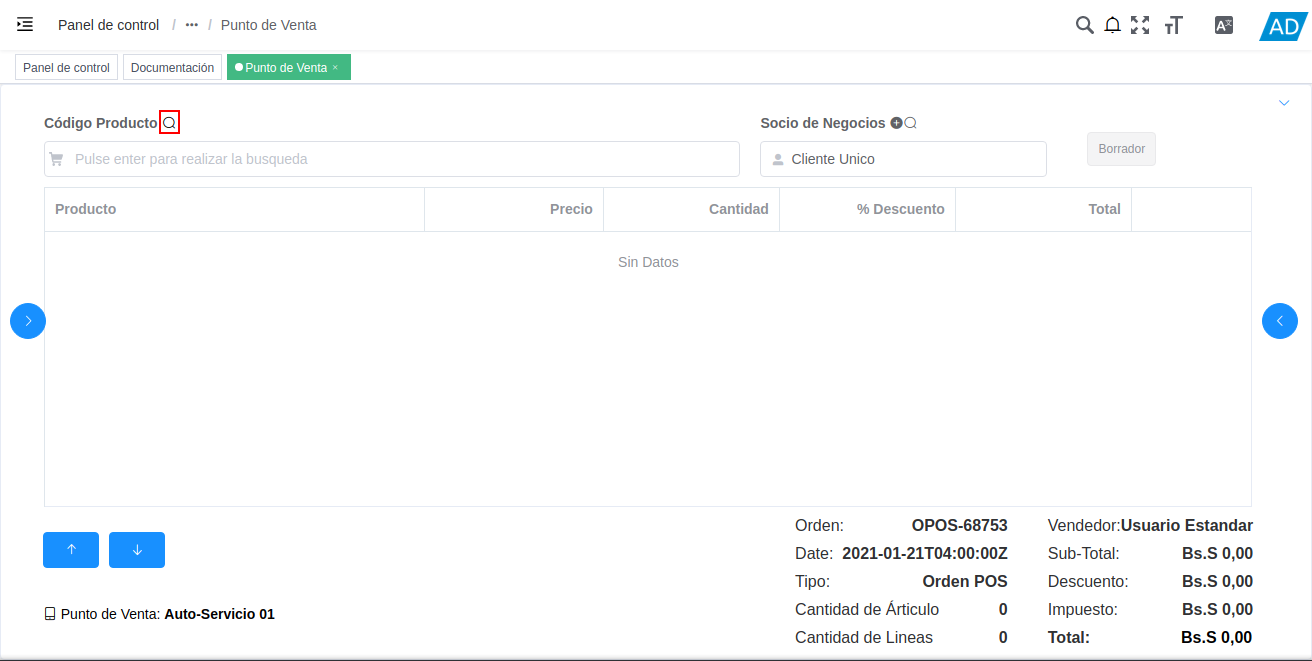 Panel de control / ••• / Punto de Venta
AD
Panel de control
Documentación
Punto de Venta ×
Código Producto
Socio de Negocios
Pulse enter para realizar la busqueda
Cliente Unico
Borrador
Producto Precio Cantidad % Descuento Total
Sin Datos
Orden: OPOS-68753
Vendedor:Usuario Estandar
Date: 2021-01-21T04:00:00Z
Sub-Total: Bs.S 0,00
Tipo: Orden POS
Descuento: Bs.S 0,00
Cantidad de Árticulo 0
Impuesto: Bs.S 0,00
Cantidad de Lineas 0
Total: Bs.S 0,00
Punto de Venta: Auto-Servicio 01